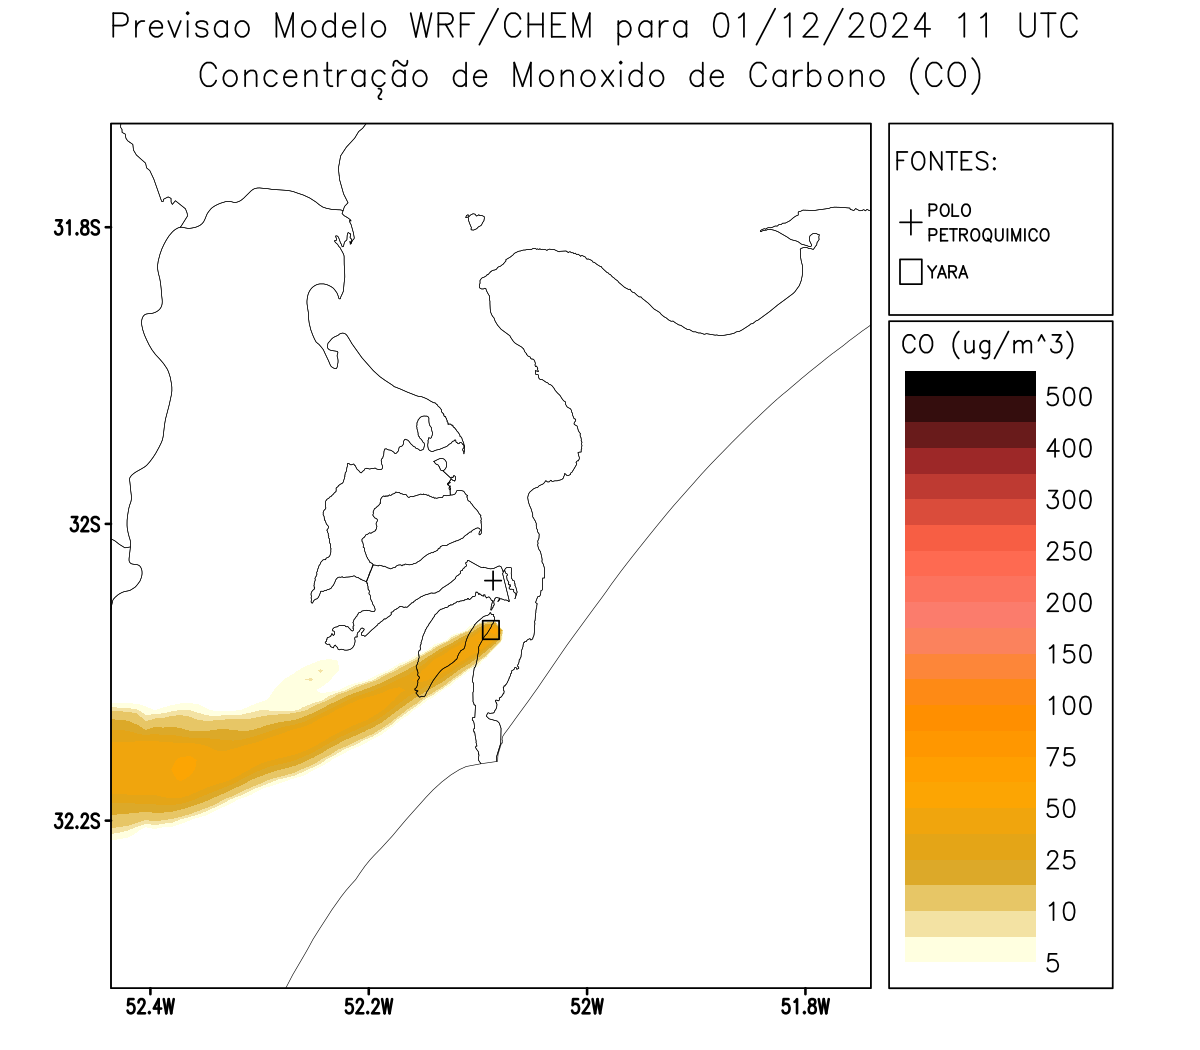 Previsao Modelo WRF/CHEM para 01/12/2024 11 UTC
Concentração de Monoxido de Carbono (CO)
FONTES:
POLO
PETROQUIMICO
YARA
CO (ug/m^3)
500
400
300
250
200
150
100
75
50
25
10
5
31.8S
32S
32.2S
52.4W
52.2W
52W
51.8W